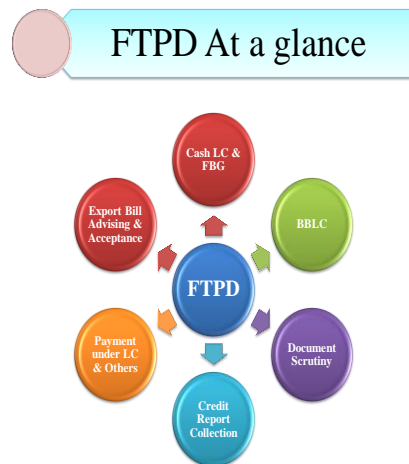 FTPD At a glance
Cash LC &
FBG
Export Bill
Advising &
Acceptance
BBLC
FTPD
Payment
under LC
& Others
Document
Scrutiny
Credit
Report
Collection